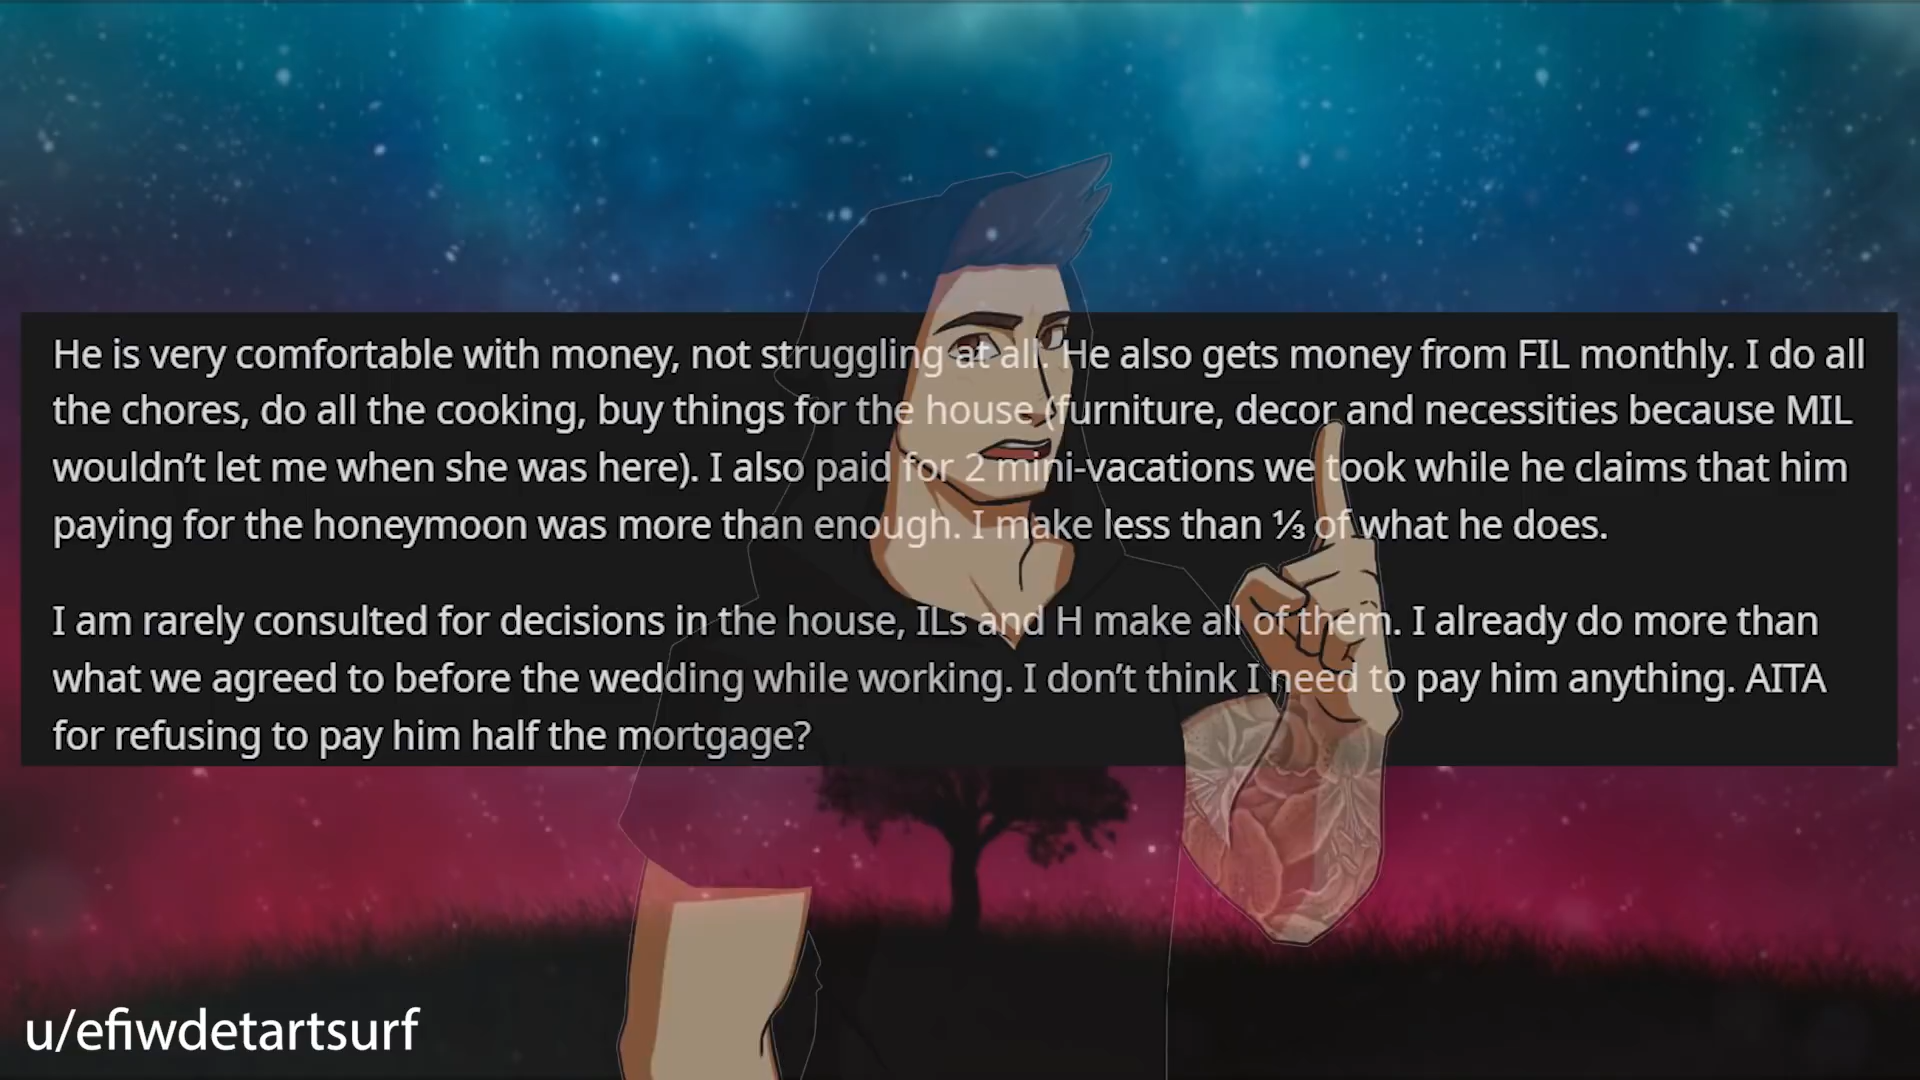 He is very comfortable with money, not struggling at all. He also gets money from FIL monthly. I do all
the chores, do all the cooking, buy things for the house (furniture, decor and necessities because MIL
wouldn’t let me when she was here). I also paid for 2 mini-vacations we took while he claims that him
paying for the honeymoon was more than enough. I make less than ⅓ of what he does.
I am rarely consulted for decisions in the house, ILs and H make all of them. I already do more than
what we agreed to before the wedding while working. I don’t think I need to pay him anything. AITA
for refusing to pay him half the mortgage?
u/efiwdetartsurf